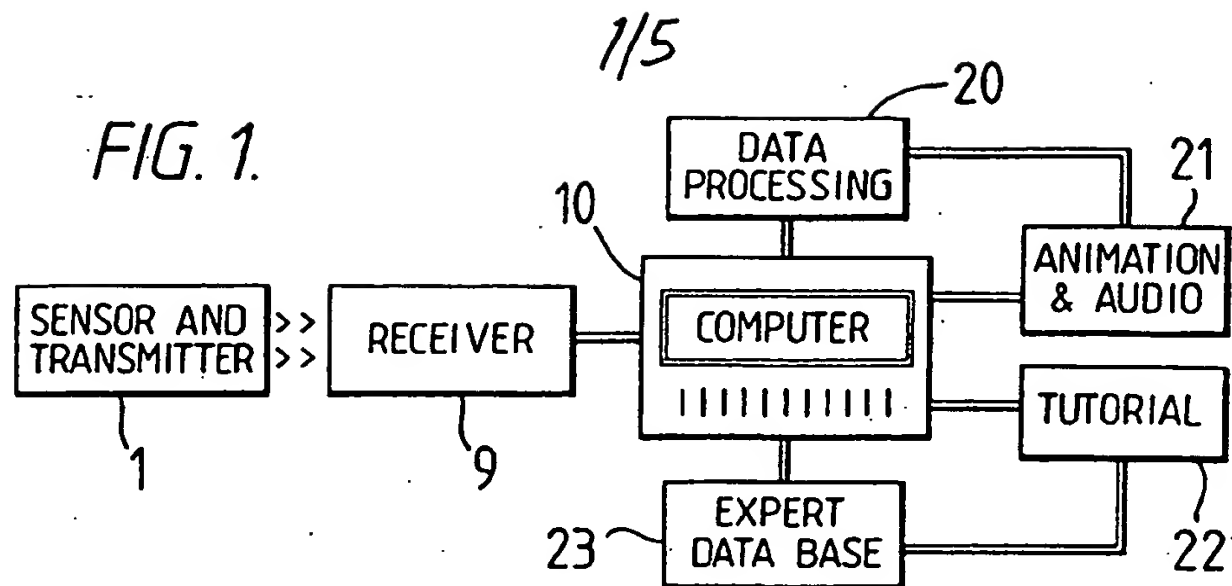 1/5
FIG. 1.
20
DATA
PROCESSING
21
10
ANIMATION
& AUDIO
SENSOR AND
TRANSMITTER
>>
>>
RECEIVER
COMPUTER
TUTORIAL
1
9
EXPERT
DATA BASE
23
22